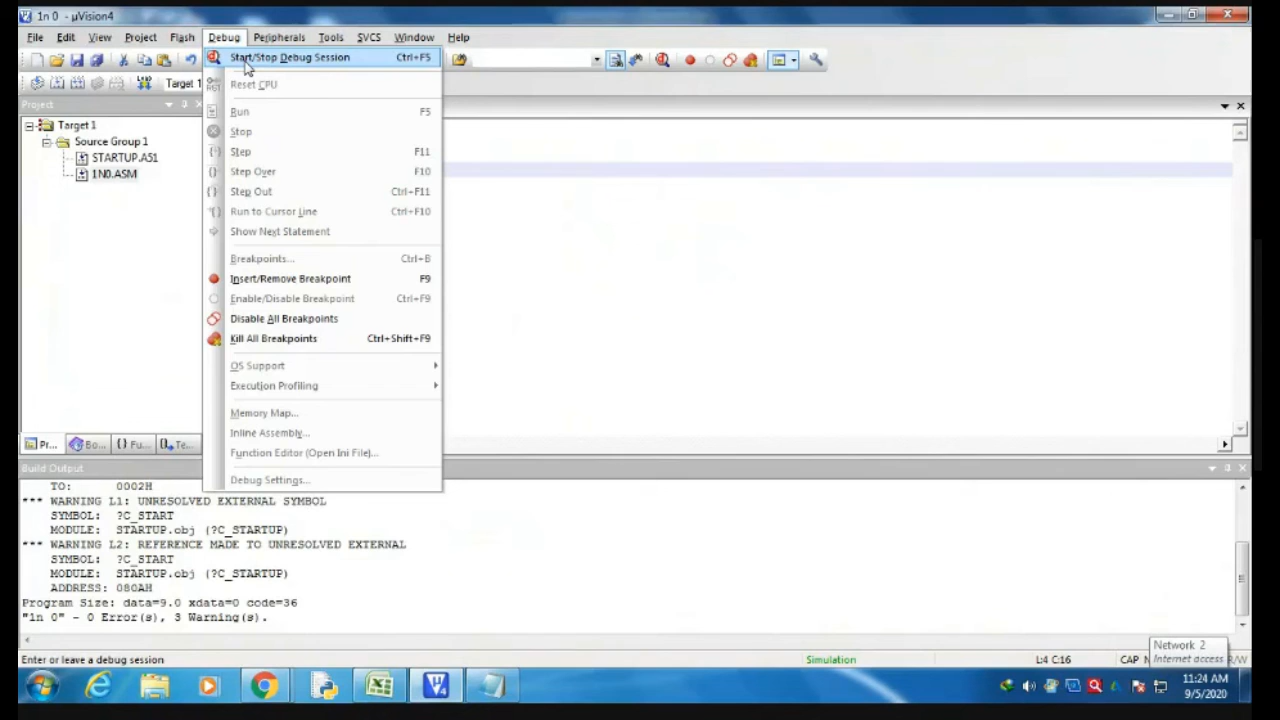 1n 0 - µVision4
File Edit View Project Flash Debug Peripherals Tools SVCS Window Help
Start/Stop Debug Session Ctrl+F5
Reset CPU
Target 1
Project
Run F5
Target 1
Stop
Source Group 1
Step F11
STARTUP.A51
Step Over F10
1N0.ASM
Step Out Ctrl+F11
Run to Cursor Line Ctrl+F10
Show Next Statement
Breakpoints... Ctrl+B
Insert/Remove Breakpoint F9
Enable/Disable Breakpoint Ctrl+F9
Disable All Breakpoints
Kill All Breakpoints Ctrl+Shift+F9
OS Support
Execution Profiling
Memory Map...
Inline Assembly...
Function Editor (Open Ini File)...
Debug Settings...
Pr... Bo... {} Fu... Te...
Build Output
TO: 0002H
*** WARNING L1: UNRESOLVED EXTERNAL SYMBOL
SYMBOL: ?C_START
MODULE: STARTUP.obj (?C_STARTUP)
*** WARNING L2: REFERENCE MADE TO UNRESOLVED EXTERNAL
SYMBOL: ?C_START
MODULE: STARTUP.obj (?C_STARTUP)
ADDRESS: 080AH
Program Size: data=9.0 xdata=0 code=36
"1n 0" - 0 Error(s), 3 Warning(s).
Network 2
Internet access
Enter or leave a debug session Simulation L:4 C:16 CAP R/W
11:24 AM
9/5/2020